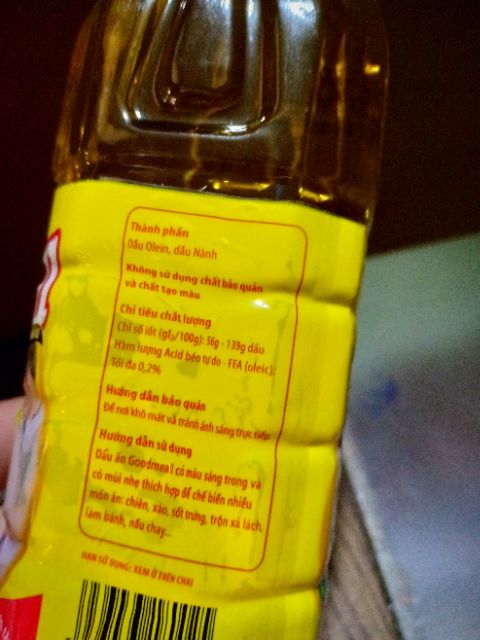 Thành phần
Dầu Olein, dầu Nành
Không sử dụng chất bảo quản
và chất tạo màu
Chỉ tiêu chất lượng
Chỉ số iốt (gI₂/100g): 56g - 139g dầu
Hàm lượng Acid béo tự do - FFA (oleic):
Tối đa 0,2%
Hướng dẫn bảo quản
Để nơi khô mát và tránh ánh sáng trực tiếp
Hướng dẫn sử dụng
Dầu ăn Goodmeal có màu sáng trong và
có mùi nhẹ thích hợp để chế biến nhiều
món ăn: chiên, xào, sốt trưng, trộn xà lách,
làm bánh, nấu chay...
HẠN SỬ DỤNG: XEM Ở TRÊN CHAI